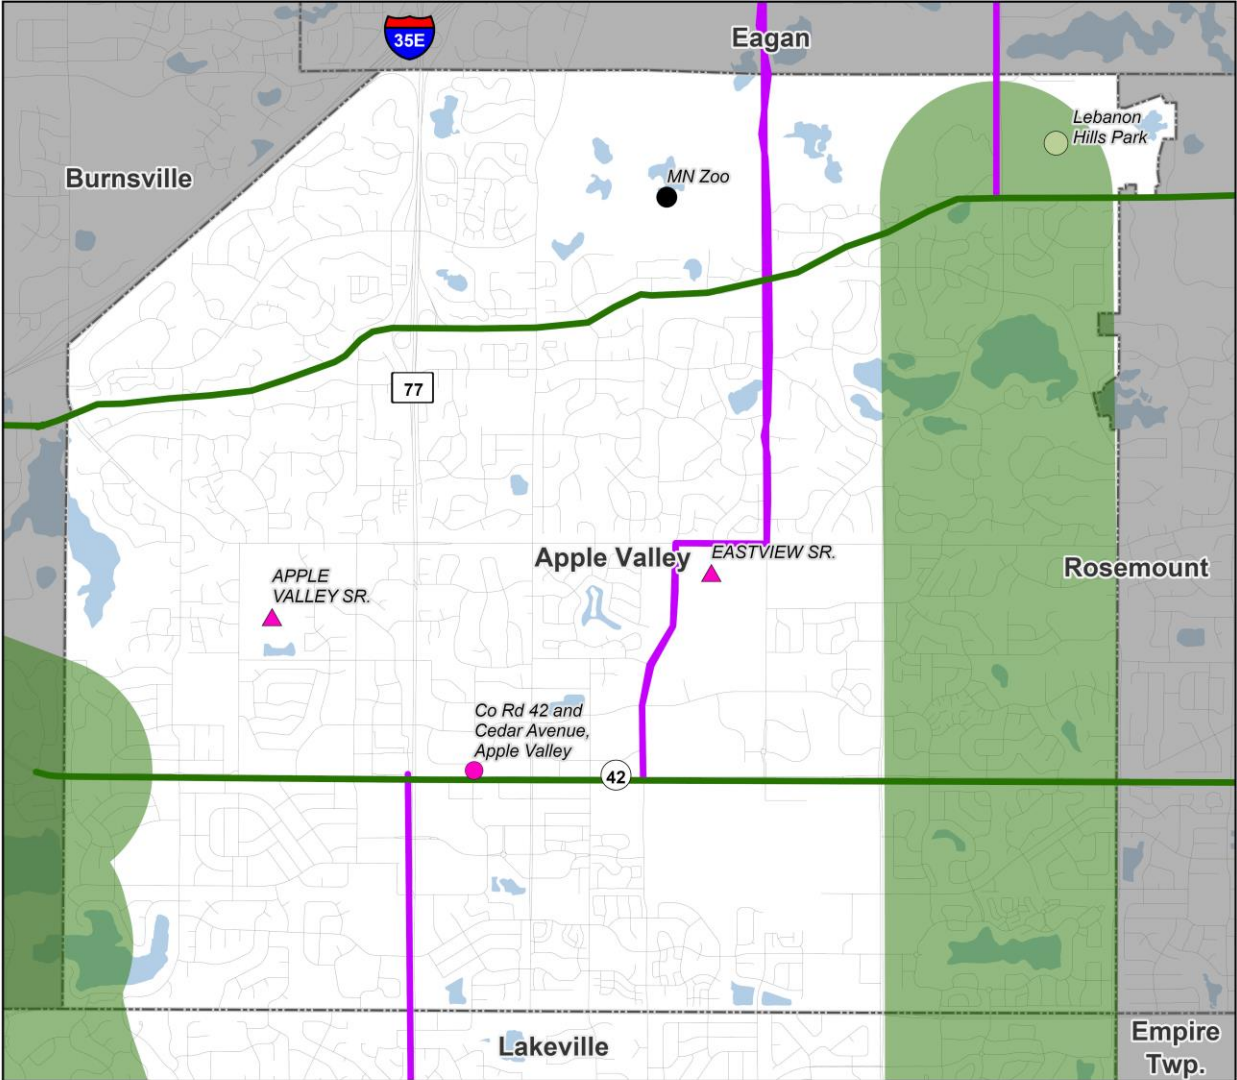 35E
Eagan
Lebanon
Hills Park
Burnsville
MN Zoo
77
Apple Valley
EASTVIEW SR.
Rosemount
APPLE
VALLEY SR.
Co Rd 42 and
Cedar Avenue,
Apple Valley
42
Lakeville
Empire
Twp.